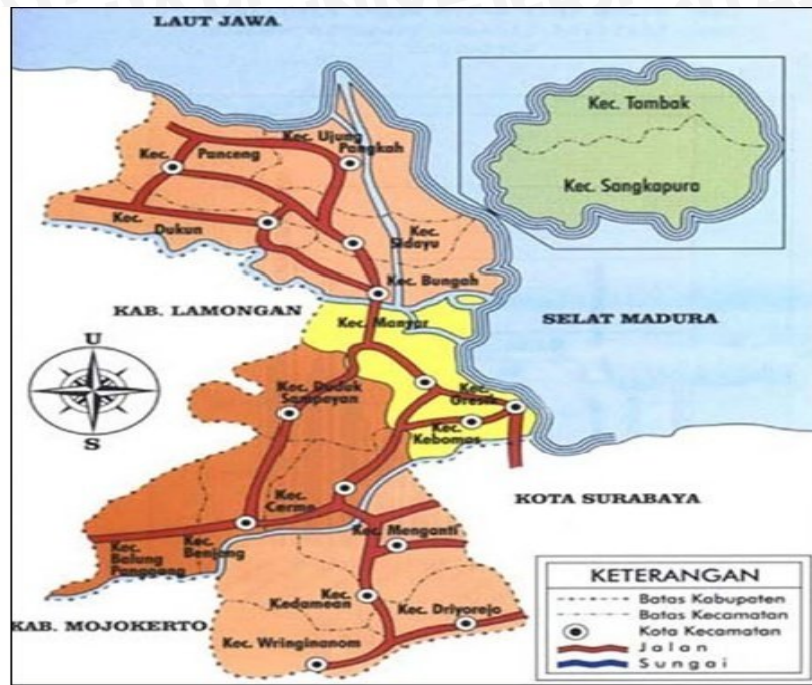 LAUT JAWA
Kec. Tambak
Kec. Sangkapura
Kec. Ujung
Pangkah
Kec.
Panceng
Kec.
Dukun
Kec.
Sidayu
Kec. Bungah
KAB. LAMONGAN
SELAT MADURA
Kec. Manyar
U
S
Kec. Duduk
Sampeyan
Kec.
Gresik
Kec.
Kebomas
KOTA SURABAYA
Kec.
Cerme
Kec.
Benjeng
Kec.
Balung
Panggang
Kec. Menganti
Kec.
Kedamean
Kec. Driyorejo
KAB. MOJOKERTO
Kec. Wringinanom
KETERANGAN
Batas Kabupaten
Batas Kecamatan
Kota Kecamatan
Jalan
Sungai